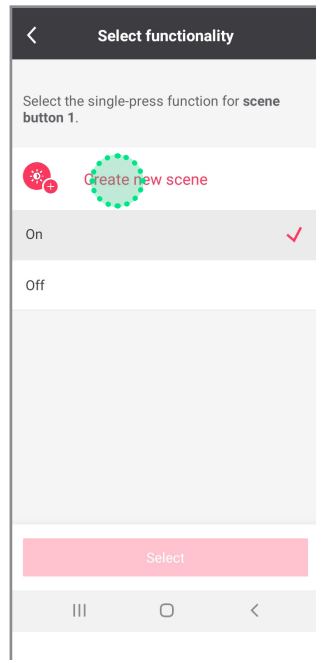 Select functionality
Select the single-press function for scene
button 1.
Create new scene
On
Off
Select